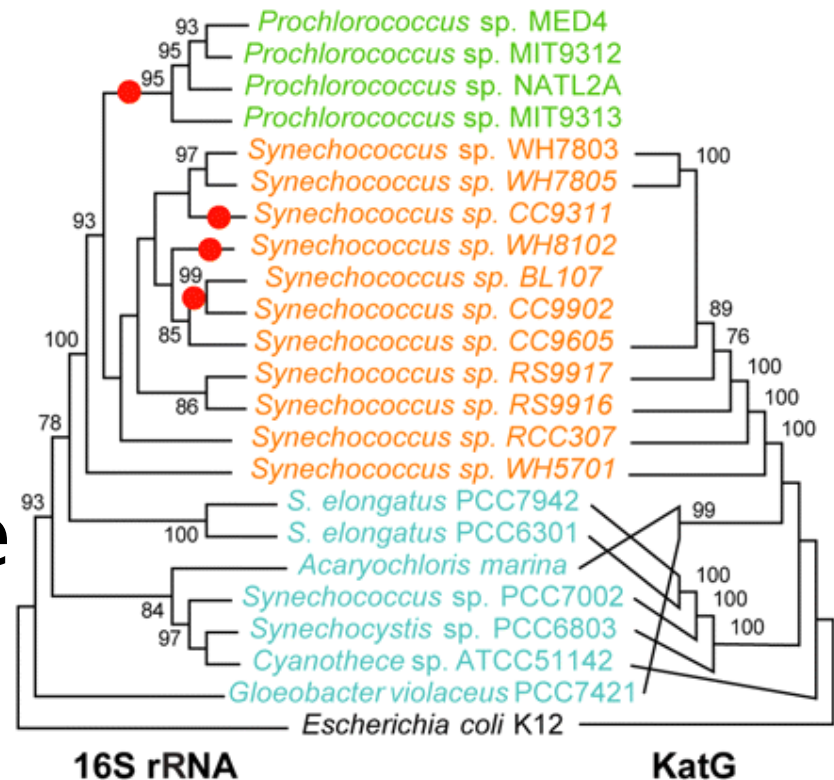 93
Prochlorococcus sp. MED4
95
Prochlorococcus sp. MIT9312
95
Prochlorococcus sp. NATL2A
Prochlorococcus sp. MIT9313
97
Synechococcus sp. WH7803
100
Synechococcus sp. WH7805
Synechococcus sp. CC9311
93
Synechococcus sp. WH8102
99
Synechococcus sp. BL107
Synechococcus sp. CC9902
89
85
Synechococcus sp. CC9605
76
100
Synechococcus sp. RS9917
100
86
Synechococcus sp. RS9916
100
78
Synechococcus sp. RCC307
100
Synechococcus sp. WH5701
93
S. elongatus PCC7942
99
100
S. elongatus PCC6301
e
Acaryochloris marina
100
84
Synechococcus sp. PCC7002
100
97
Synechocystis sp. PCC6803
100
Cyanothece sp. ATCC51142
Gloeobacter violaceus PCC7421
Escherichia coli K12
16S rRNA
KatG